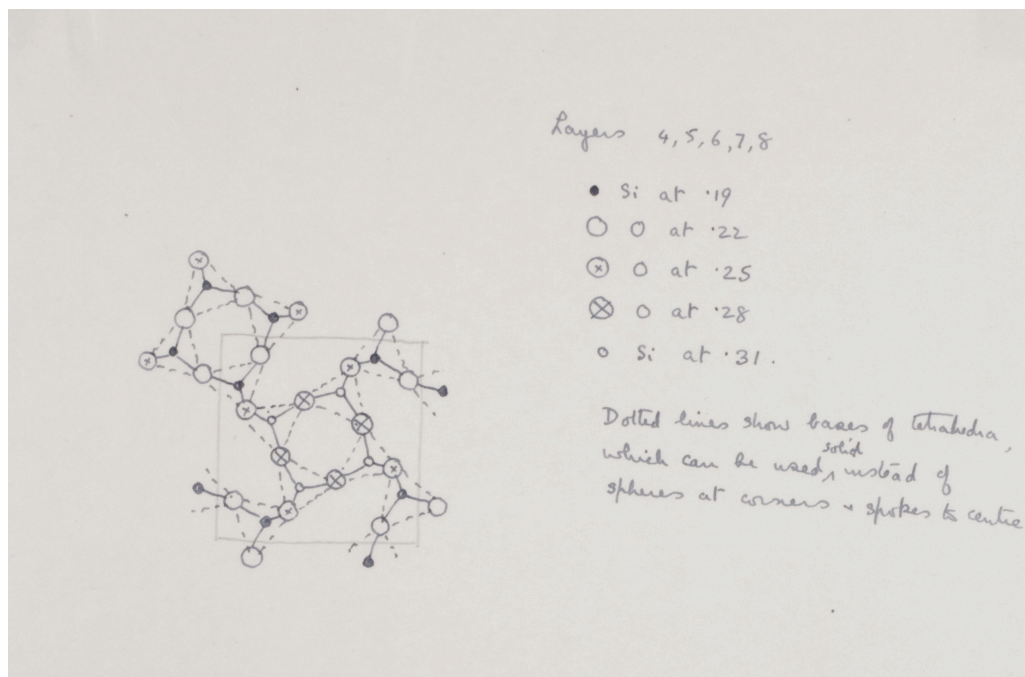 Layers 4, 5, 6, 7, 8
Si at .19
O at .22
O at .25
O at .28
Si at .31.
Dotted lines show bases of tetrahedra,
which can be used, solid instead of
spheres at corners + spokes to centre